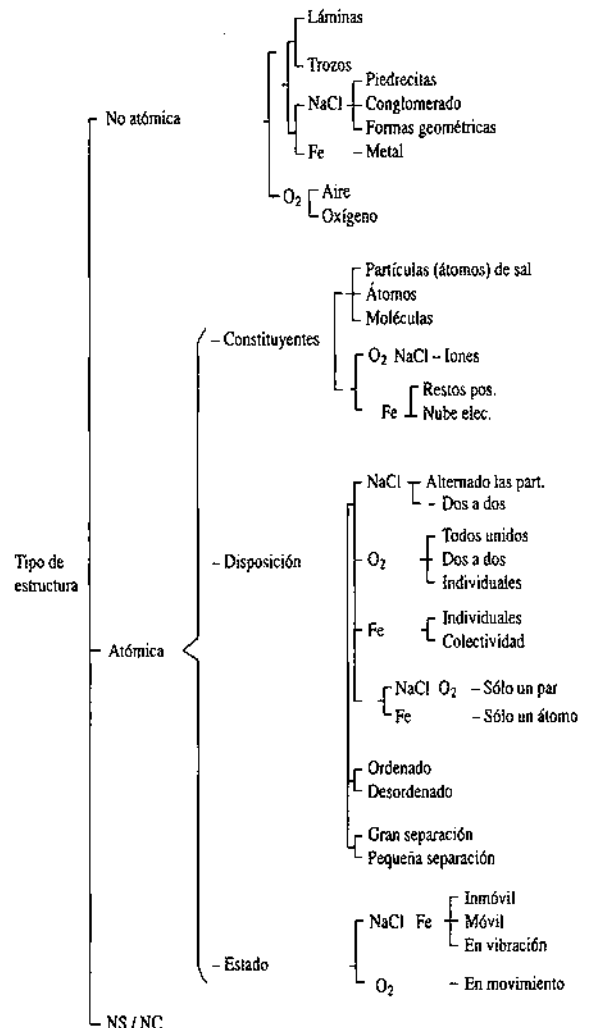 Láminas
Trozos
Piedrecitas
NaCl
Conglomerado
No atómica
Formas geométricas
Fe – Metal
Aire
O₂
Oxígeno
Partículas (átomos) de sal
Átomos
Moléculas
– Constituyentes
O₂ NaCl – Iones
Restos pos.
Fe
Nube elec.
NaCl
Alternado las part.
– Dos a dos
Todos unidos
Tipo de
estructura
– Disposición
O₂
Dos a dos
Individuales
Individuales
Fe
Colectividad
Atómica
NaCl O₂ – Sólo un par
Fe – Sólo un átomo
Ordenado
Desordenado
Gran separación
Pequeña separación
Inmóvil
NaCl Fe
Móvil
En vibración
– Estado
O₂ – En movimiento
NS / NC